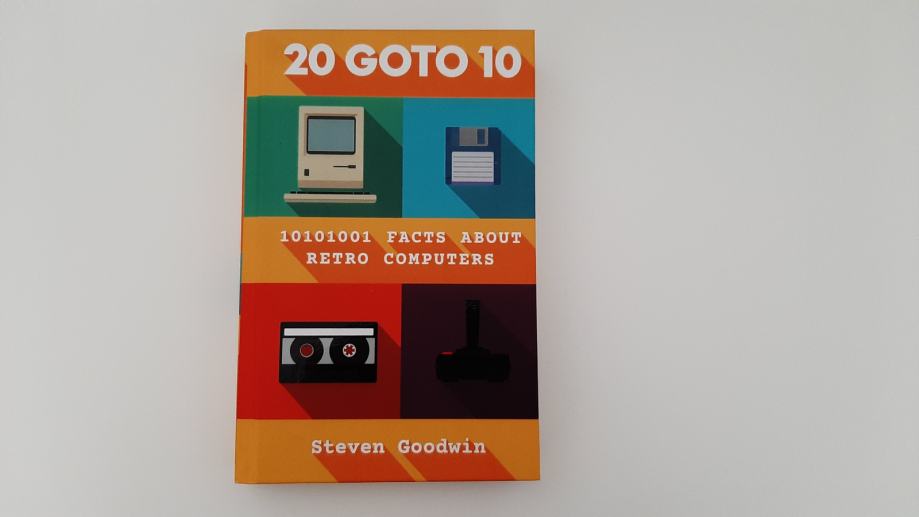 20 GOTO 10
10101001 FACTS ABOUT
RETRO COMPUTERS
Steven Goodwin